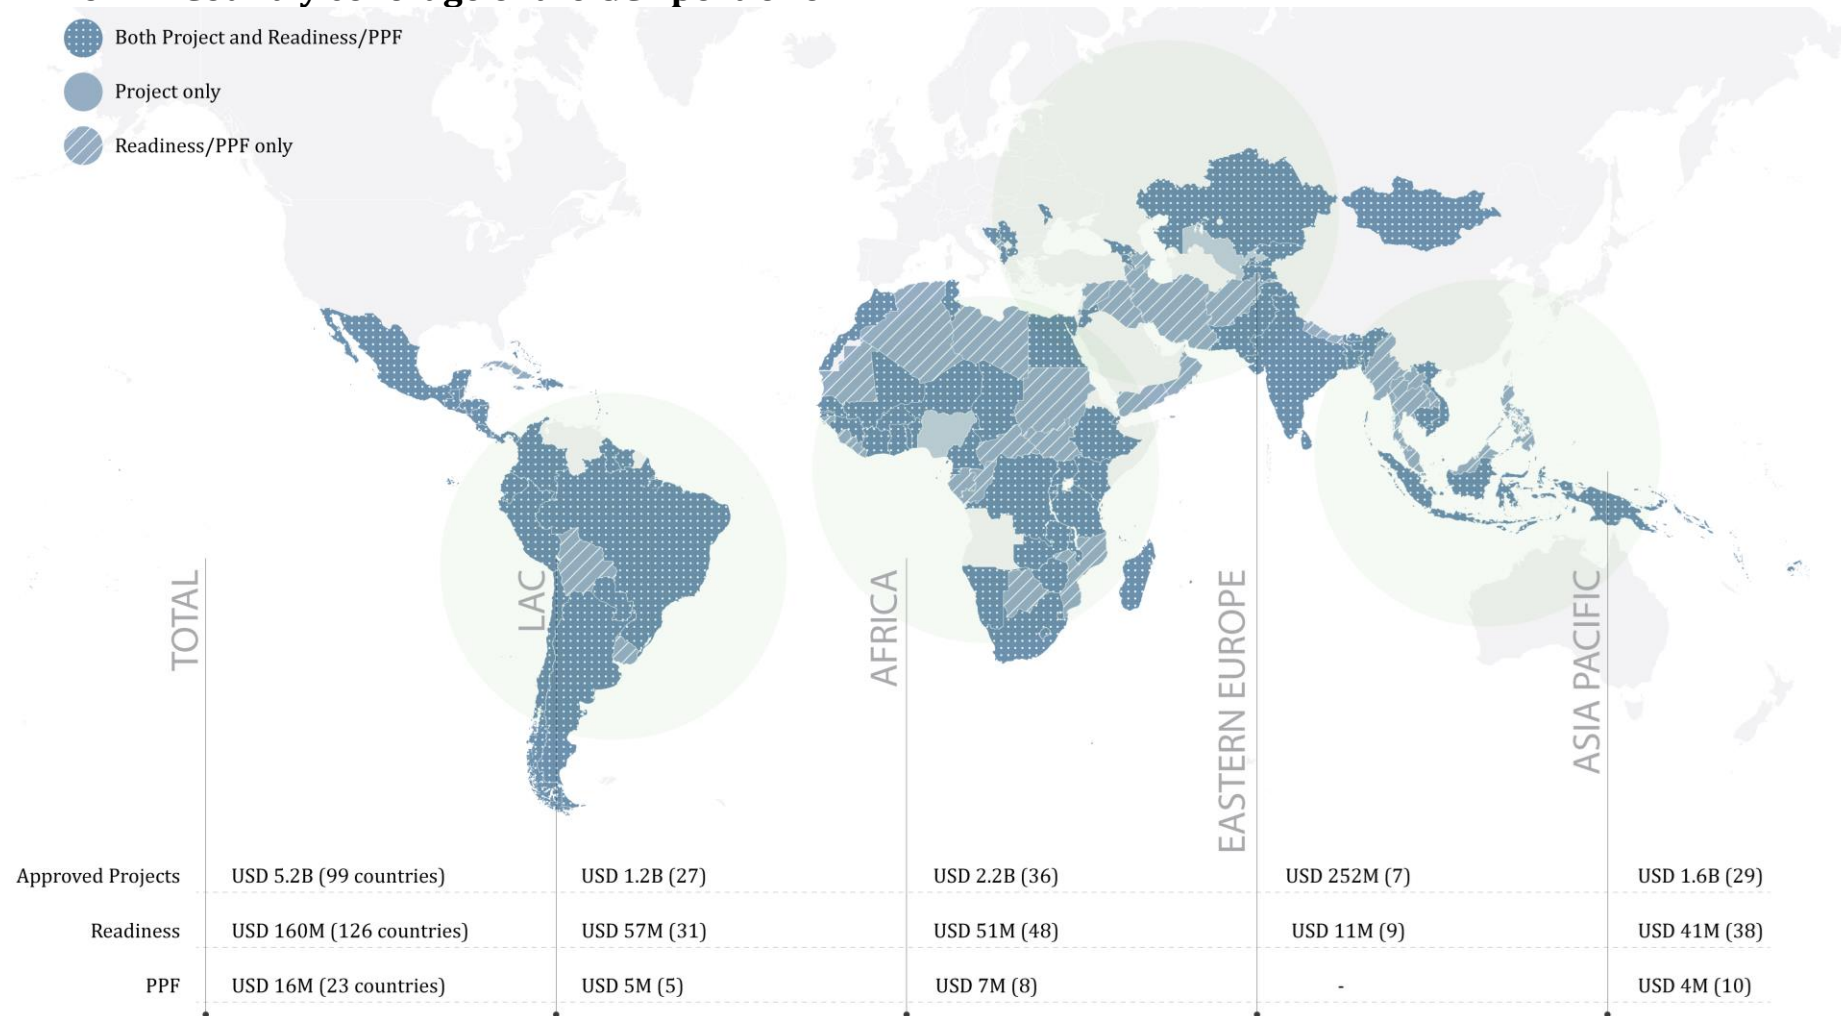 Both Project and Readiness/PPF
Project only
Readiness/PPF only
TOTAL
LAC
AFRICA
EASTERN EUROPE
ASIA PACIFIC
Approved Projects USD 5.2B (99 countries) USD 1.2B (27) USD 2.2B (36) USD 252M (7) USD 1.6B (29)
Readiness USD 160M (126 countries) USD 57M (31) USD 51M (48) USD 11M (9) USD 41M (38)
PPF USD 16M (23 countries) USD 5M (5) USD 7M (8) - USD 4M (10)